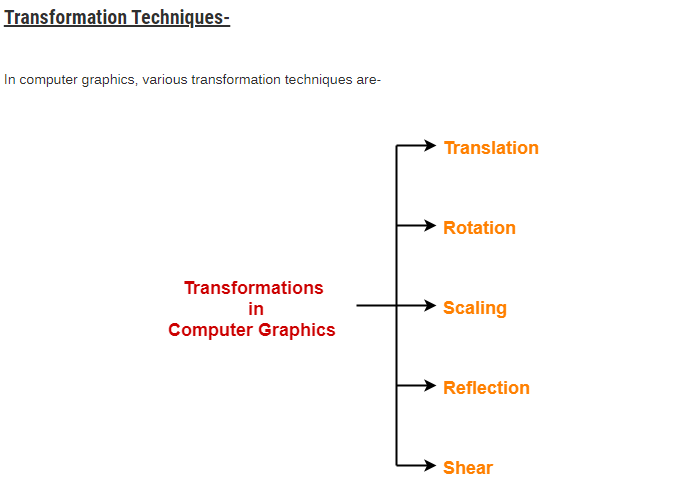 Transformation Techniques-
In computer graphics, various transformation techniques are-
Transformations
in
Computer Graphics
Translation
Rotation
Scaling
Reflection
Shear